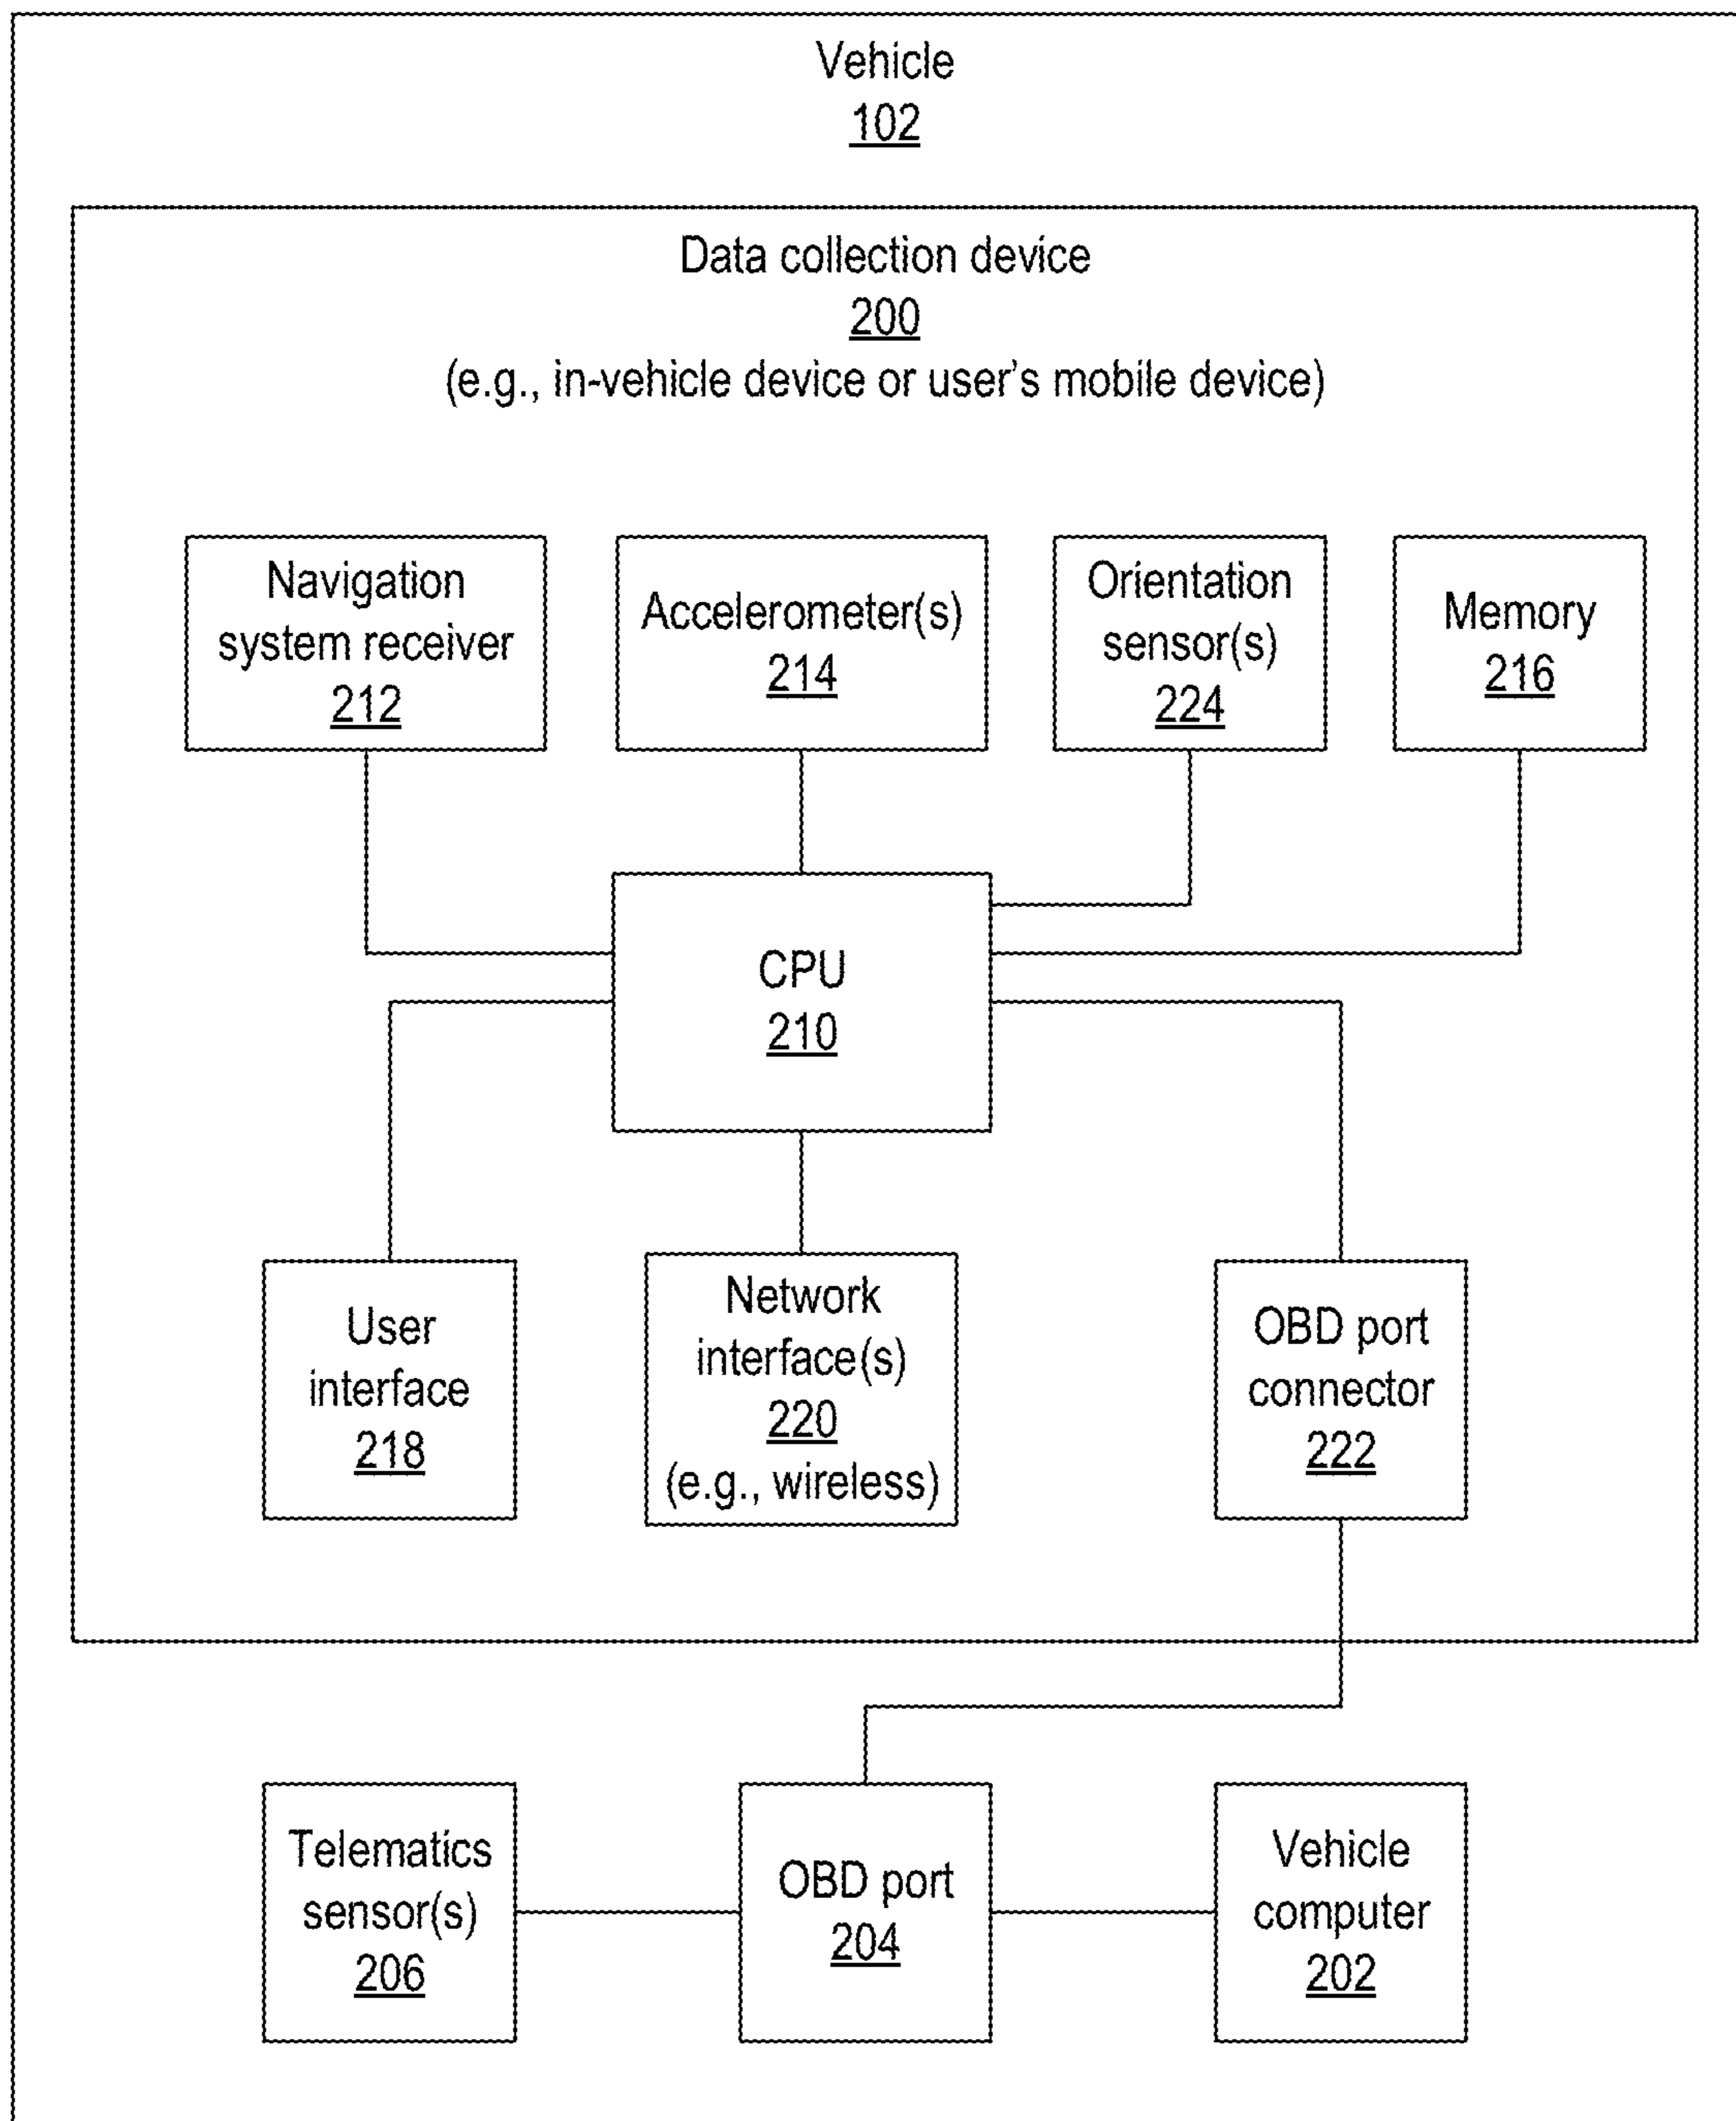 Vehicle
102
Data collection device
200
(e.g., in-vehicle device or user's mobile device)
Navigation
system receiver
212
Accelerometer(s)
214
Orientation
sensor(s)
224
Memory
216
CPU
210
User
interface
218
Network
interface(s)
220
(e.g., wireless)
OBD port
connector
222
Telematics
sensor(s)
206
OBD port
204
Vehicle
computer
202